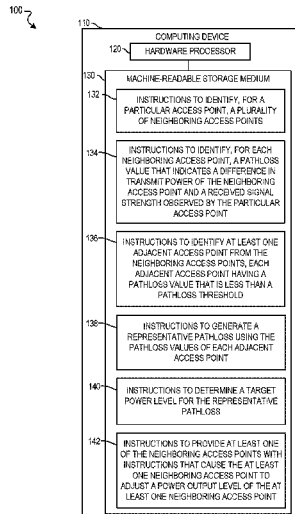 100
110
COMPUTING DEVICE
120
HARDWARE PROCESSOR
130
MACHINE-READABLE STORAGE MEDIUM
132
INSTRUCTIONS TO IDENTIFY, FOR A
PARTICULAR ACCESS POINT, A PLURALITY
OF NEIGHBORING ACCESS POINTS
134
INSTRUCTIONS TO IDENTIFY, FOR EACH
NEIGHBORING ACCESS POINT, A PATHLOSS
VALUE THAT INDICATES A DIFFERENCE IN
TRANSMIT POWER OF THE NEIGHBORING
ACCESS POINT AND A RECEIVED SIGNAL
STRENGTH OBSERVED BY THE PARTICULAR
ACCESS POINT
136
INSTRUCTIONS TO IDENTIFY AT LEAST ONE
ADJACENT ACCESS POINT FROM THE
NEIGHBORING ACCESS POINTS, EACH
ADJACENT ACCESS POINT HAVING A
PATHLOSS VALUE THAT IS LESS THAN A
PATHLOSS THRESHOLD
138
INSTRUCTIONS TO GENERATE A
REPRESENTATIVE PATHLOSS USING THE
PATHLOSS VALUES OF EACH ADJACENT
ACCESS POINT
140
INSTRUCTIONS TO DETERMINE A TARGET
POWER LEVEL FOR THE REPRESENTATIVE
PATHLOSS
142
INSTRUCTIONS TO PROVIDE AT LEAST ONE
OF THE NEIGHBORING ACCESS POINTS WITH
INSTRUCTIONS THAT CAUSE THE AT LEAST
ONE NEIGHBORING ACCESS POINT TO
ADJUST A POWER OUTPUT LEVEL OF THE AT
LEAST ONE NEIGHBORING ACCESS POINT